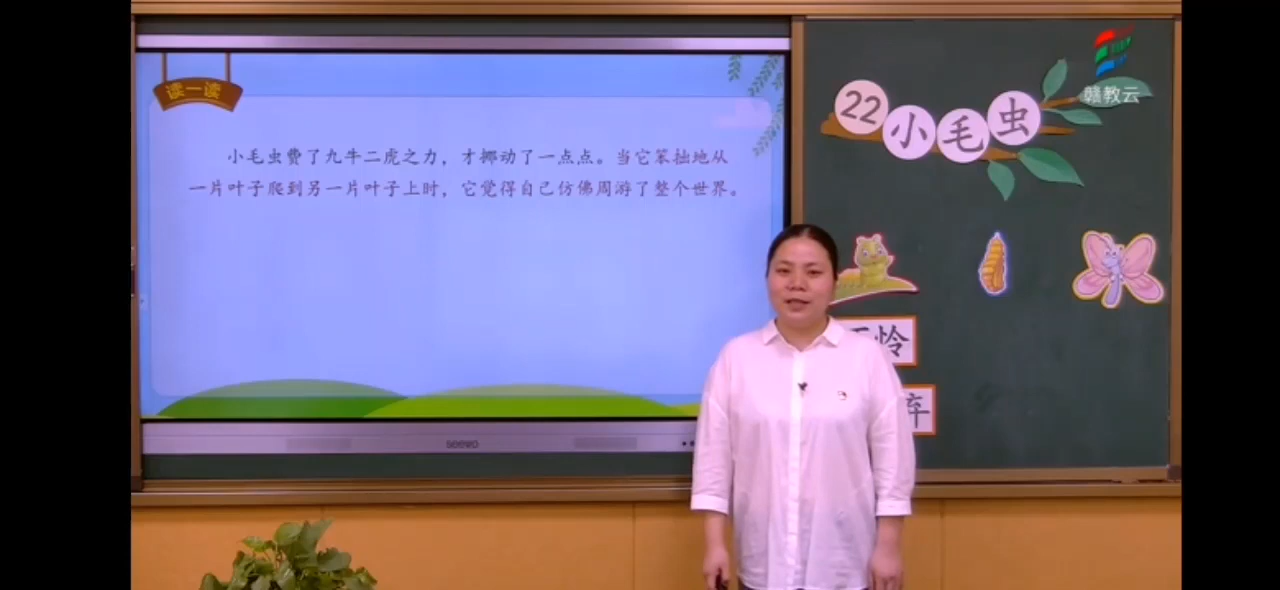 读一读
小毛虫费了九牛二虎之力，才挪动了一点点。当它笨拙地从
一片叶子爬到另一片叶子上时，它觉得自己仿佛周游了整个世界。
seewo
22 小毛虫
赣教云
怜
弃